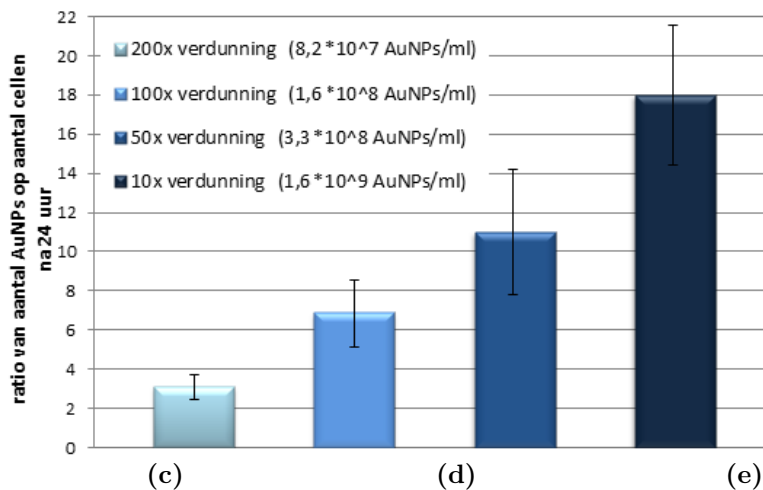 ratio van aantal AuNPs op aantal cellen
na24 uur
22
20
18
16
14
12
10
8
6
4
2
0
200x verdunning (8,2 *10^7 AuNPs/ml)
100x verdunning (1,6 *10^8 AuNPs/ml)
50x verdunning (3,3 *10^8 AuNPs/ml)
10x verdunning (1,6 *10^9 AuNPs/ml)
(c) (d) (e)